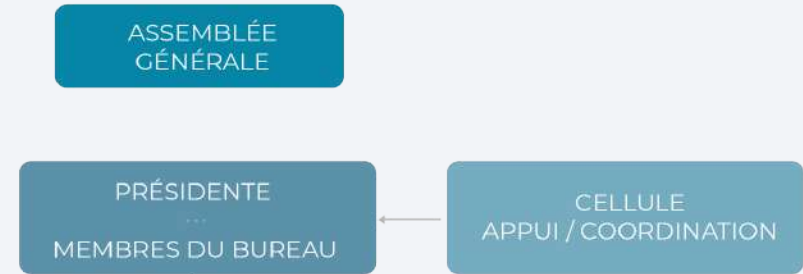 ASSEMBLÉE
GÉNÉRALE
PRÉSIDENTE
...
MEMBRES DU BUREAU
CELLULE
APPUI / COORDINATION